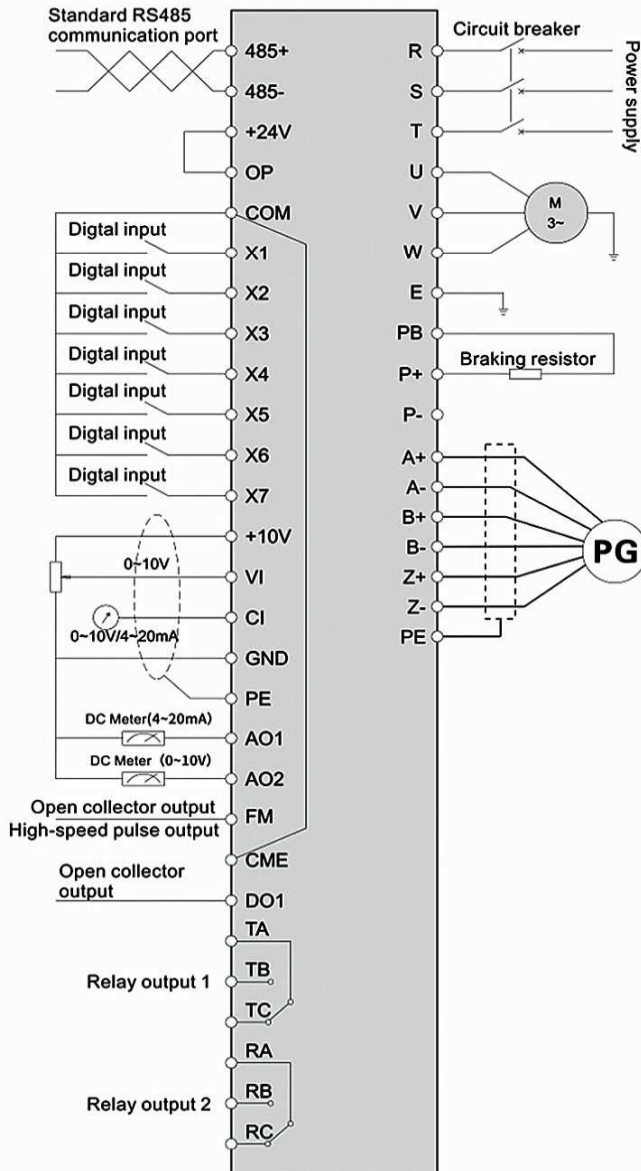 Standard RS485
communication port
485+
485-
+24V
OP
COM
Digtal input
X1
Digtal input
X2
Digtal input
X3
Digtal input
X4
Digtal input
X5
Digtal input
X6
Digtal input
X7
+10V
0~10V
VI
CI
0~10V/4~20mA
GND
PE
DC Meter(4~20mA)
AO1
DC Meter (0~10V)
AO2
Open collector output
High-speed pulse output
FM
CME
Open collector
output
DO1
TA
Relay output 1
TB
TC
RA
Relay output 2
RB
RC
Circuit breaker
Power supply
R
S
T
U
V
W
M
3~
E
PB
Braking resistor
P+
P-
A+
A-
B+
B-
Z+
Z-
PE
PG